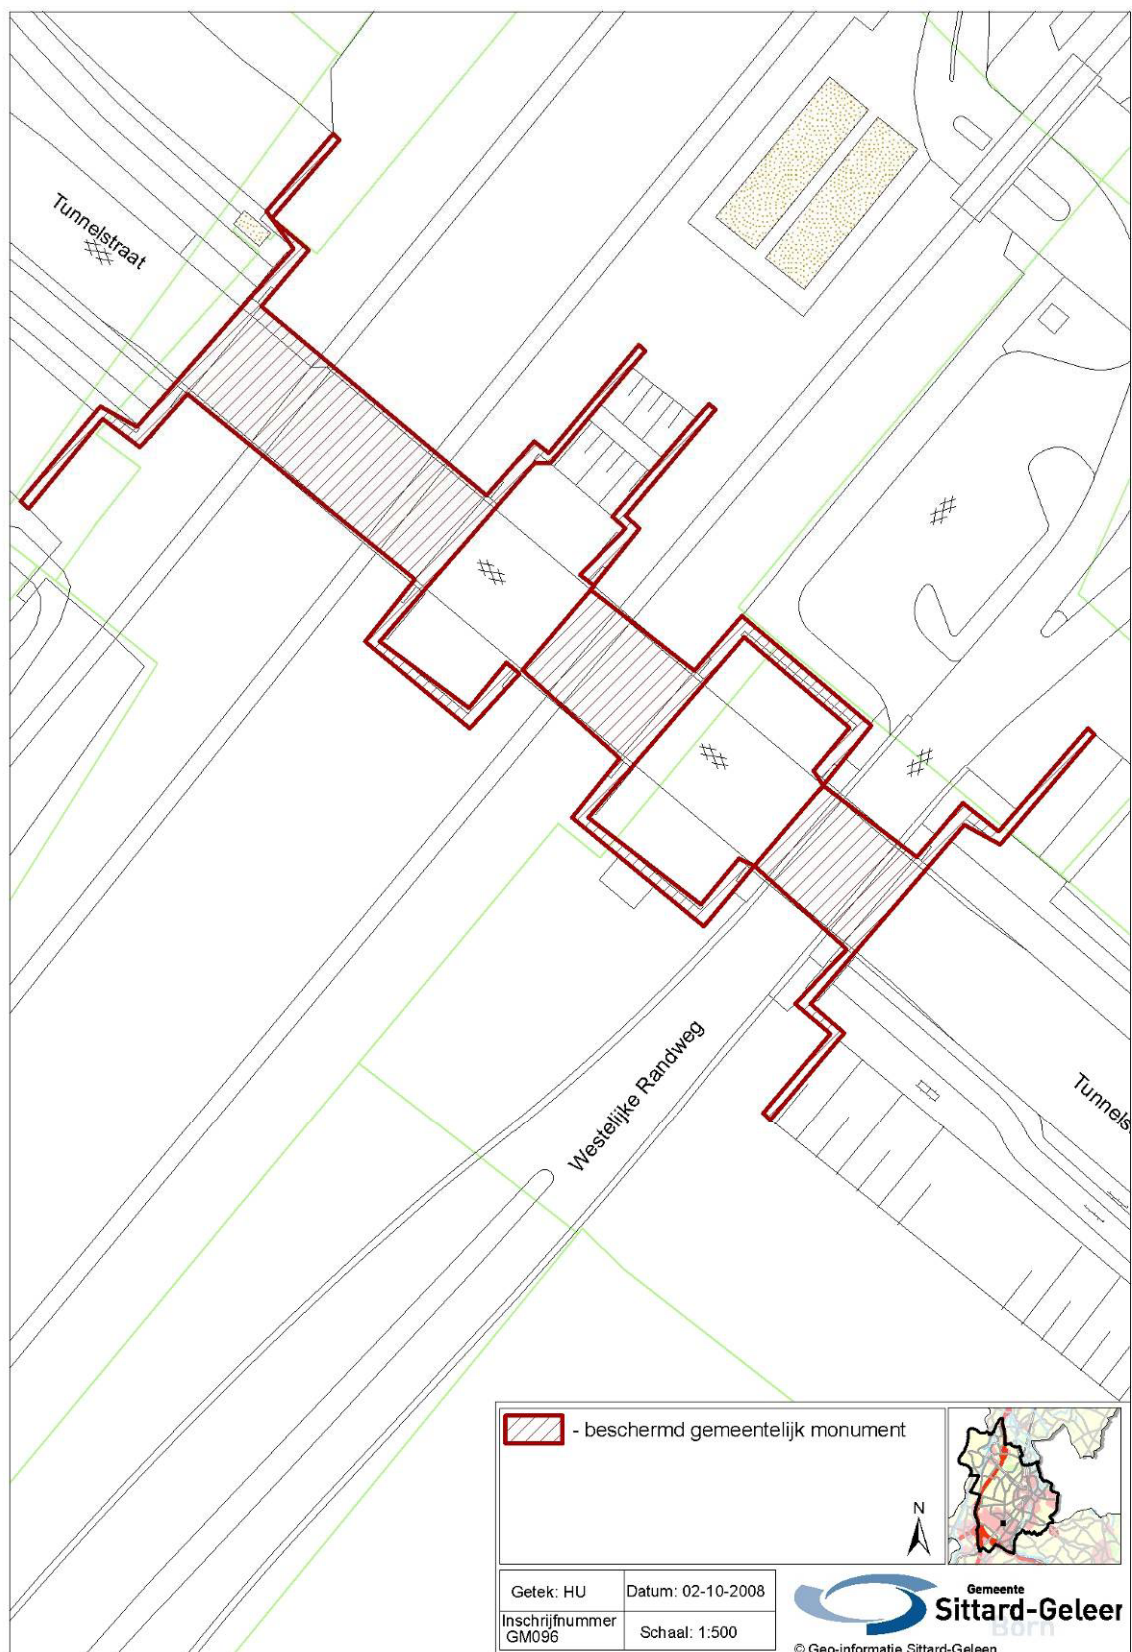 Tunnelstraat
Westelijke Randweg
Tunnels
- beschermd gemeentelijk monument
N
Getek: HU
Datum: 02-10-2008
Inschrijfnummer
GM096
Schaal: 1:500
Gemeente
Sittard-Geleen
Born
© Geo-informatie Sittard-Geleen